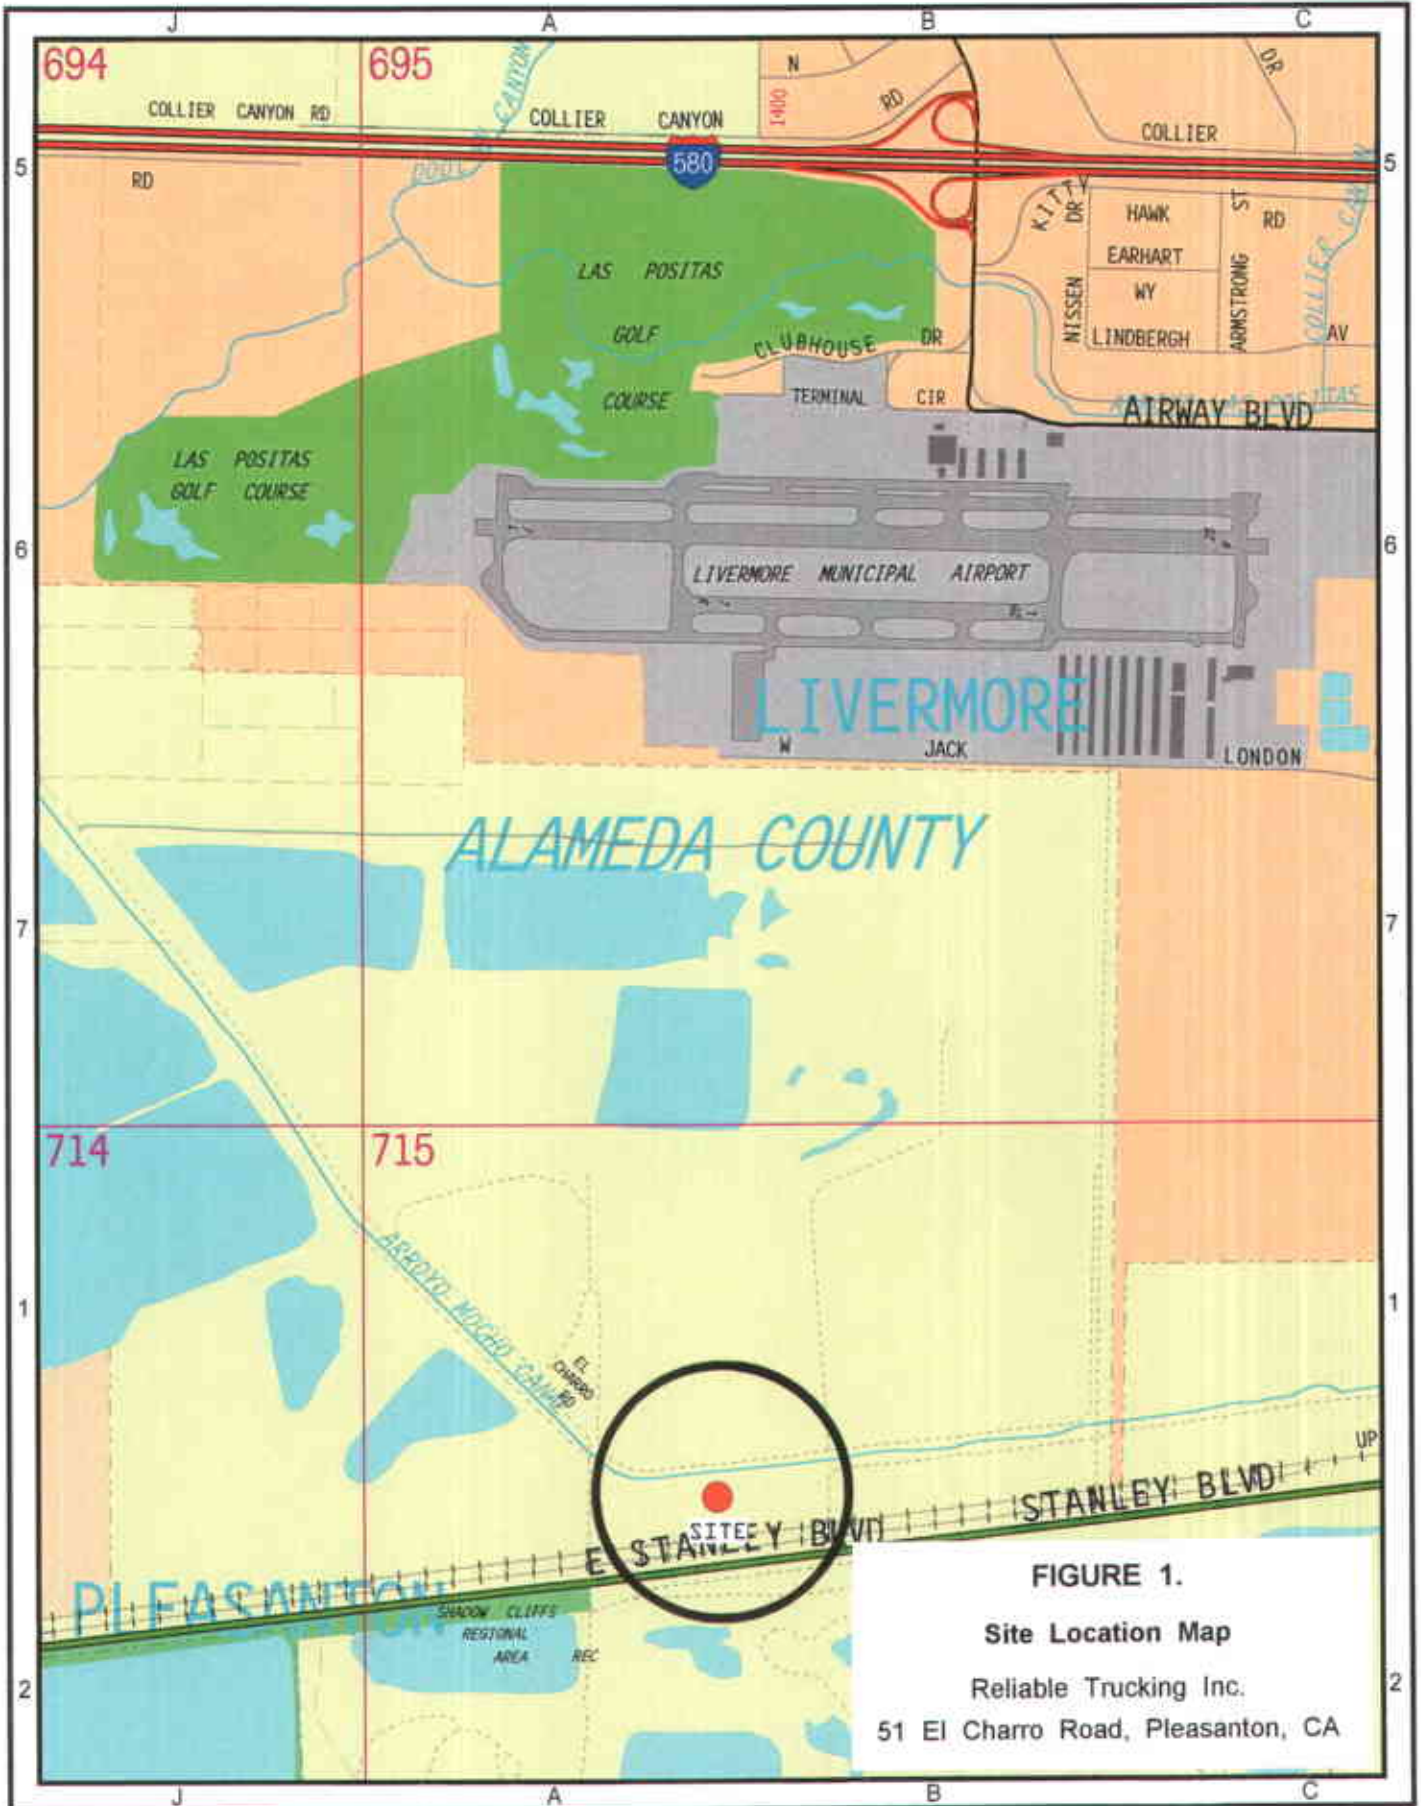 J A B C
694 695
COLLIER CANYON RD
COLLIER CANYON
N
1400
RD
DR
COLLIER
5 5
580
RD
CANYON
KITTY
HAWK
DR
ST
RD
EARHART
WY
NISSEN
LINDBERGH
ARMSTRONG
AV
LAS POSITAS
GOLF
COURSE
CLUBHOUSE DR
TERMINAL CIR
AIRWAY BLVD
LAS POSITAS
GOLF COURSE
6 6
LIVERMORE MUNICIPAL AIRPORT
LIVERMORE
W JACK LONDON
ALAMEDA COUNTY
7 7
714 715
ARROYO MOCHO CANAL
EL
CHARRO
RD
1 1
UP
SITE
E STANLEY BLVD
STANLEY BLVD
PLEASANTON
SHADOW CLIFFS
REGIONAL
AREA REC
FIGURE 1.
Site Location Map
Reliable Trucking Inc.
51 El Charro Road, Pleasanton, CA
2 2
J A B C